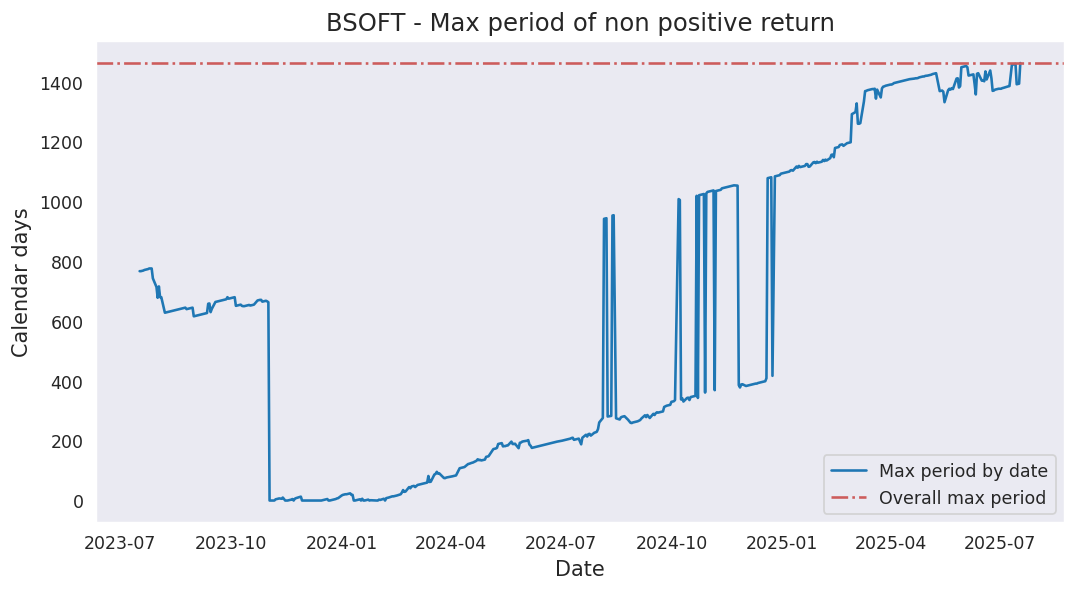 BSOFT - Max period of non positive return
Calendar days
1400
1200
1000
800
600
400
200
0
2023-07 2023-10 2024-01 2024-04 2024-07 2024-10 2025-01 2025-04 2025-07
Date
Max period by date
Overall max period